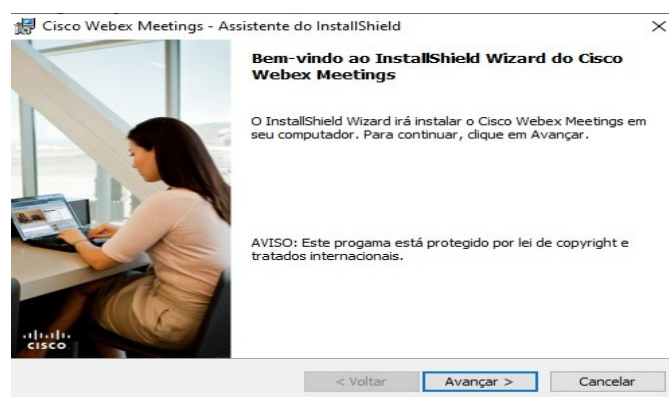 Cisco Webex Meetings - Assistente do InstallShield
Bem-vindo ao InstallShield Wizard do Cisco
Webex Meetings
O InstallShield Wizard irá instalar o Cisco Webex Meetings em
seu computador. Para continuar, clique em Avançar.
AVISO: Este progama está protegido por lei de copyright e
tratados internacionais.
CISCO
< Voltar
Avançar >
Cancelar